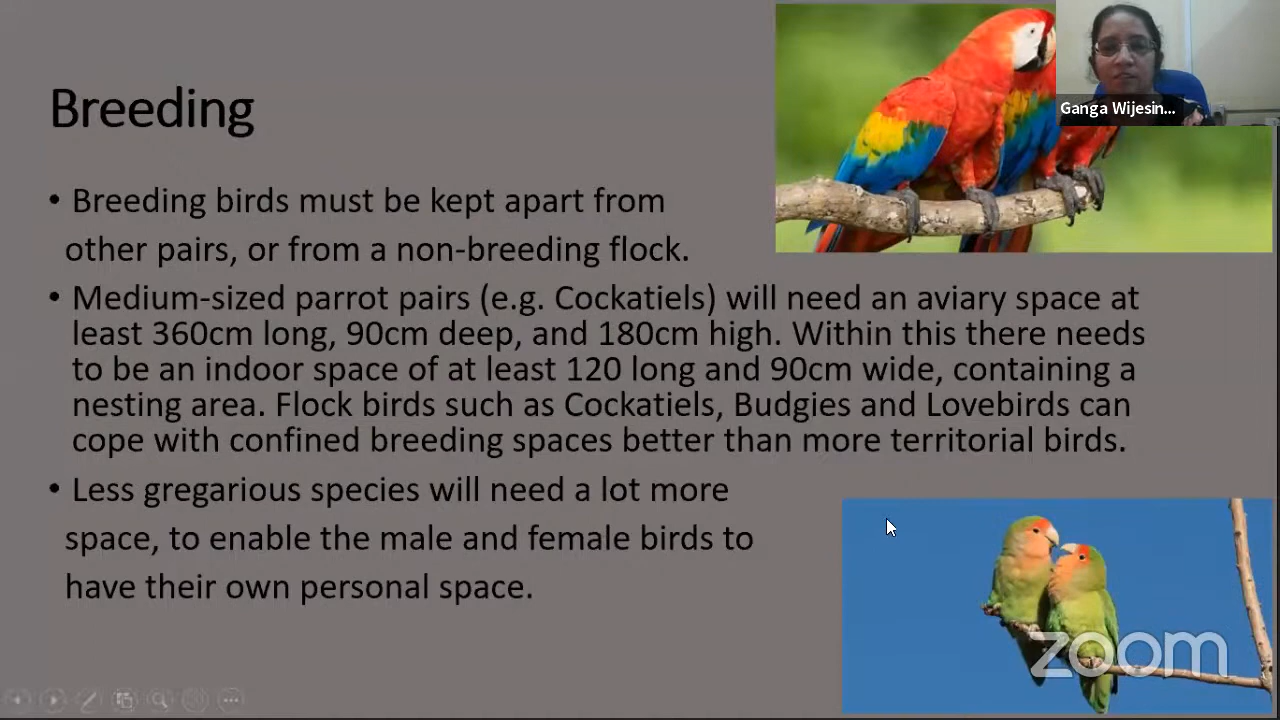 Breeding
Ganga Wijesin...
• Breeding birds must be kept apart from
other pairs, or from a non-breeding flock.
• Medium-sized parrot pairs (e.g. Cockatiels) will need an aviary space at
least 360cm long, 90cm deep, and 180cm high. Within this there needs
to be an indoor space of at least 120 long and 90cm wide, containing a
nesting area. Flock birds such as Cockatiels, Budgies and Lovebirds can
cope with confined breeding spaces better than more territorial birds.
• Less gregarious species will need a lot more
space, to enable the male and female birds to
have their own personal space.
zoom